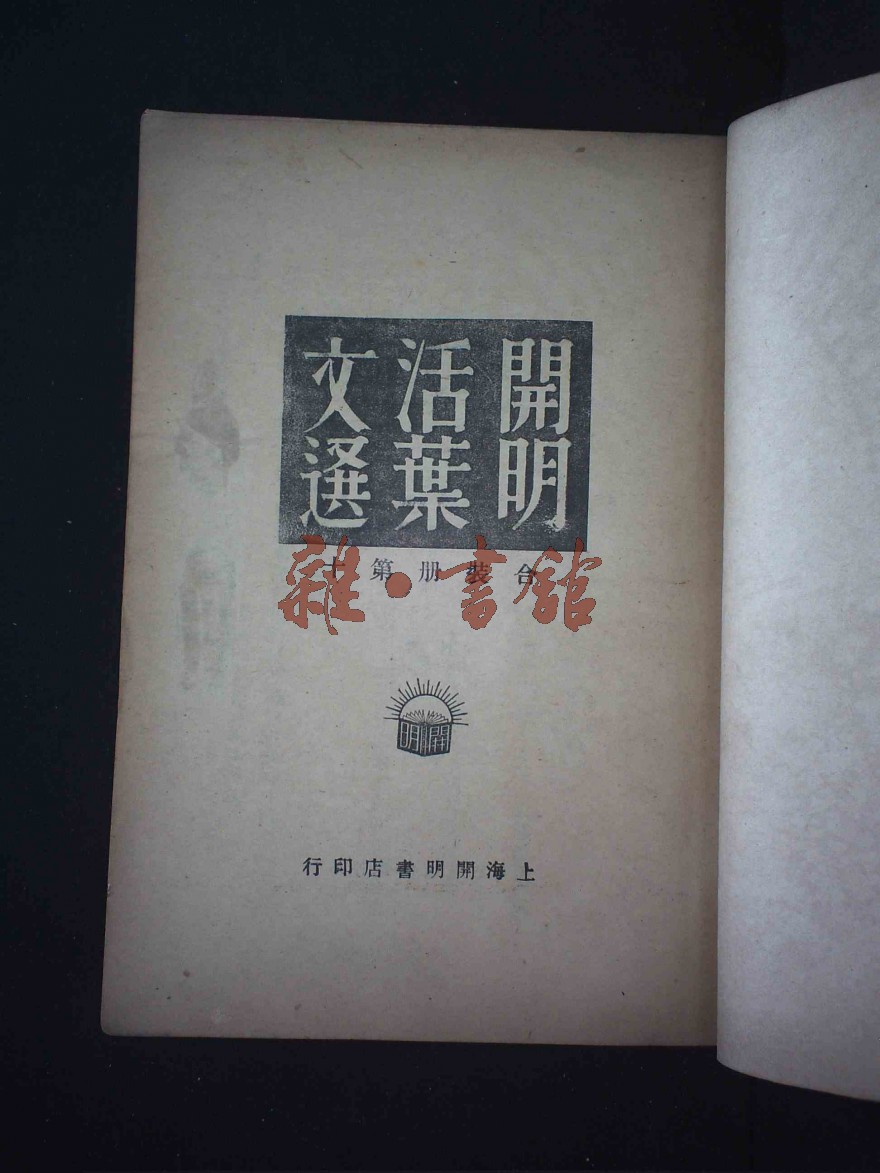 開明
活葉
文選
合裝册第十
雜·書館
開明
上海開明書店印行